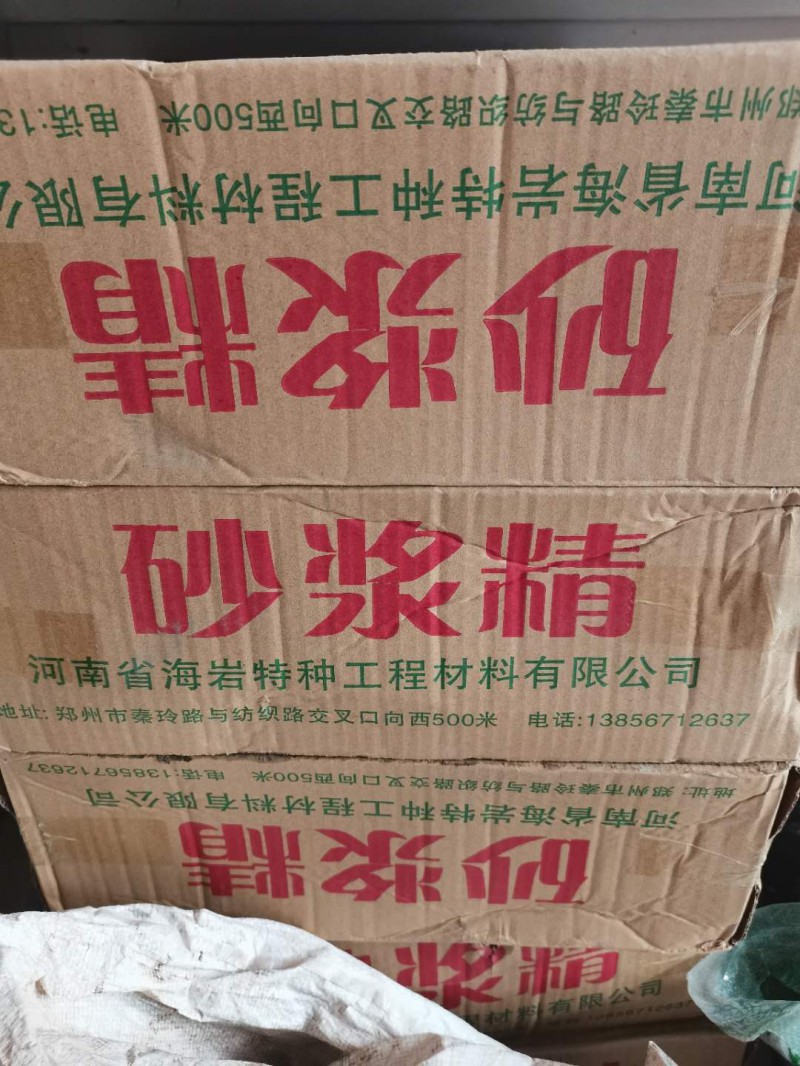 郑州市秦玲路与纺织路交叉口向西500米 电话:13
河南省海岩特种工程材料有限公
砂浆精
砂浆精
河南省海岩特种工程材料有限公司
地址: 郑州市秦玲路与纺织路交叉口向西500米 电话:13856712637
地址: 郑州市秦玲路与纺织路交叉口向西500米 电话:13856712637
河南省海岩特种工程材料有限公司
砂浆精
浆精
程材料有限公司
13856712637